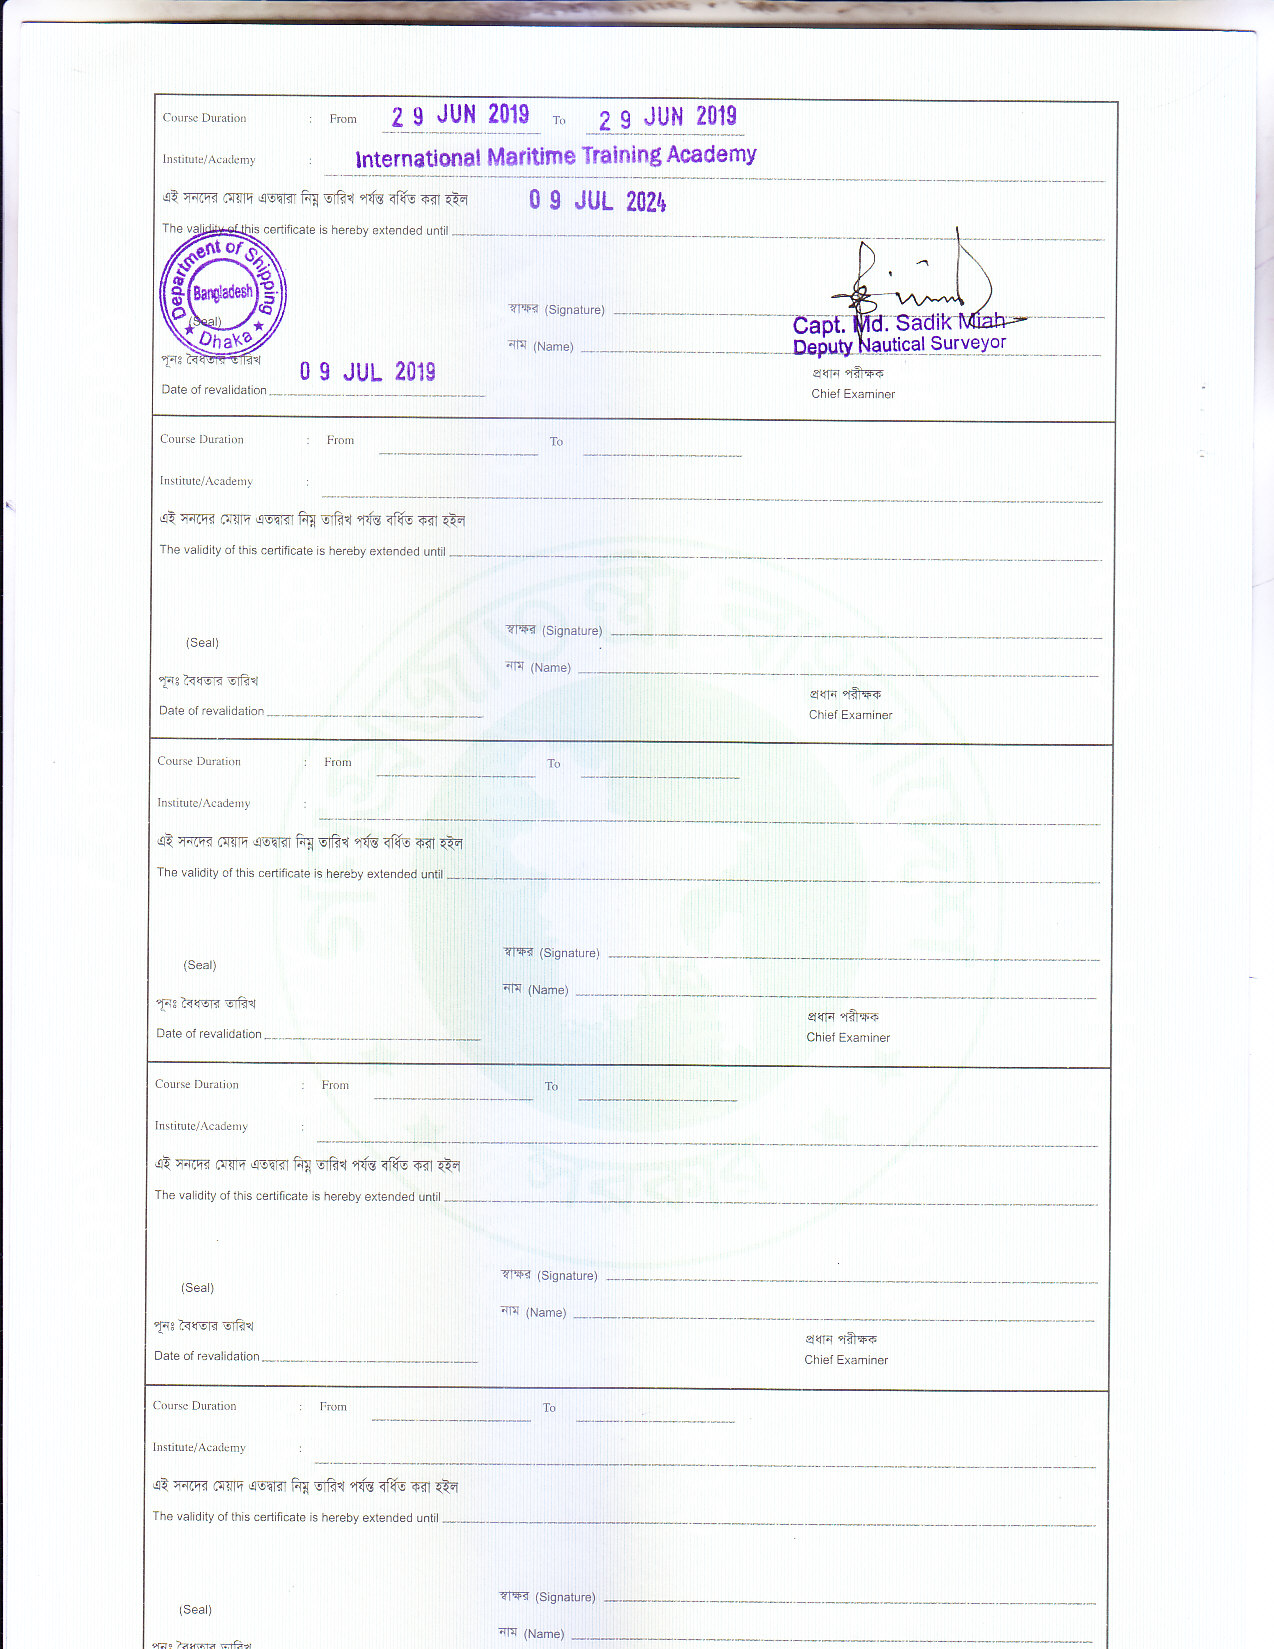 Course Duration : From 29 JUN 2019 To 29 JUN 2019
Institute/Academy : International Maritime Training Academy
এই সনদের মেয়াদ এতদ্বারা নিম্ন তারিখ পর্যন্ত বর্ধিত করা হইল 09 JUL 2024
The validity of this certificate is hereby extended until
Department of Shipping
Bangladesh
(Seal)
Dhaka
স্বাক্ষর (Signature)
Capt. Md. Sadik Miah
নাম (Name) Deputy Nautical Surveyor
পূনঃ বৈধতার তারিখ
প্রধান পরীক্ষক
Date of revalidation 09 JUL 2019
Chief Examiner
Course Duration : From To
Institute/Academy :
এই সনদের মেয়াদ এতদ্বারা নিম্ন তারিখ পর্যন্ত বর্ধিত করা হইল
The validity of this certificate is hereby extended until
স্বাক্ষর (Signature)
(Seal)
নাম (Name)
পূনঃ বৈধতার তারিখ
প্রধান পরীক্ষক
Date of revalidation
Chief Examiner
Course Duration : From To
Institute/Academy :
এই সনদের মেয়াদ এতদ্বারা নিম্ন তারিখ পর্যন্ত বর্ধিত করা হইল
The validity of this certificate is hereby extended until
স্বাক্ষর (Signature)
(Seal)
নাম (Name)
পূনঃ বৈধতার তারিখ
প্রধান পরীক্ষক
Date of revalidation
Chief Examiner
Course Duration : From To
Institute/Academy :
এই সনদের মেয়াদ এতদ্বারা নিম্ন তারিখ পর্যন্ত বর্ধিত করা হইল
The validity of this certificate is hereby extended until
স্বাক্ষর (Signature)
(Seal)
নাম (Name)
পূনঃ বৈধতার তারিখ
প্রধান পরীক্ষক
Date of revalidation
Chief Examiner
Course Duration : From To
Institute/Academy :
এই সনদের মেয়াদ এতদ্বারা নিম্ন তারিখ পর্যন্ত বর্ধিত করা হইল
The validity of this certificate is hereby extended until
স্বাক্ষর (Signature)
(Seal)
নাম (Name)
পূনঃ বৈধতার তারিখ